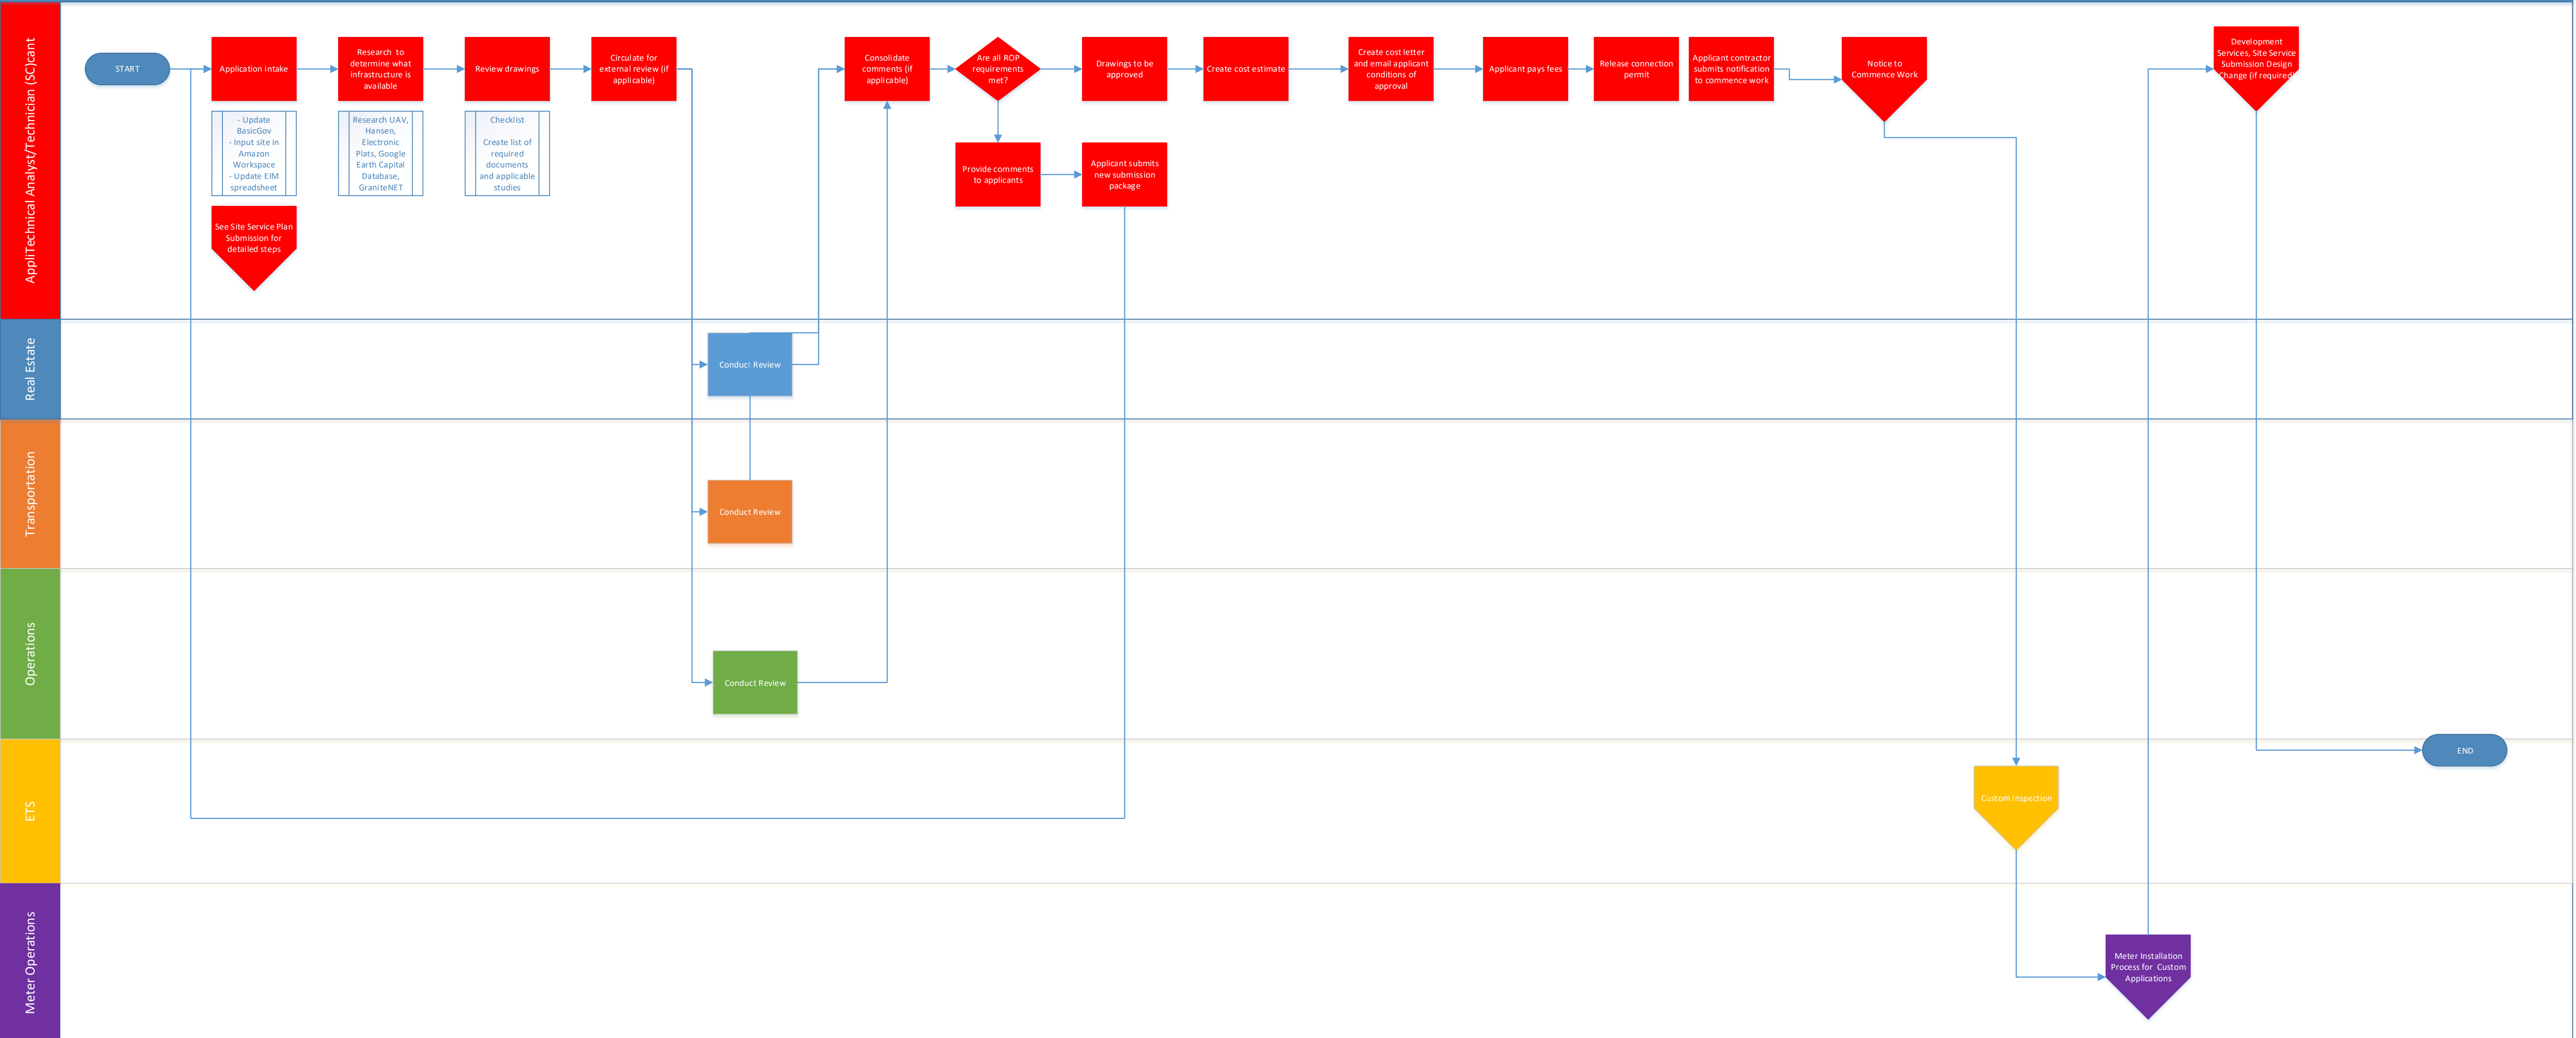 AppliTechnical Analyst/Technician (SC)cant
START
Application intake
Research  to
determine what
infrastructure is
available
Review drawings
Circulate for
external review (if
applicable)
Consolidate
comments (if
applicable)
Are all ROP
requirements
met?
Drawings to be
approved
Create cost estimate
Create cost letter
and email applicant
conditions of
approval
Applicant pays fees
Release connection
permit
Applicant contractor
submits notification
to commence work
Notice to
Commence Work
Development
Services, Site Service
Submission Design
Change (if required)
- Update
BasicGov
- Input site in
Amazon
Workspace
- Update EIM
spreadsheet
Research UAV,
Hansen,
Electronic
Plats, Google
Earth Capital
Database,
GraniteNET
Checklist
Create list of
required
documents
and applicable
studies
Provide comments
to applicants
Applicant submits
new submission
package
See Site Service Plan
Submission for
detailed steps
Real Estate
Conduct Review
Transportation
Conduct Review
Operations
Conduct Review
ETS
END
Custom Inspection
Meter Operations
Meter Installation
Process for  Custom
Applications